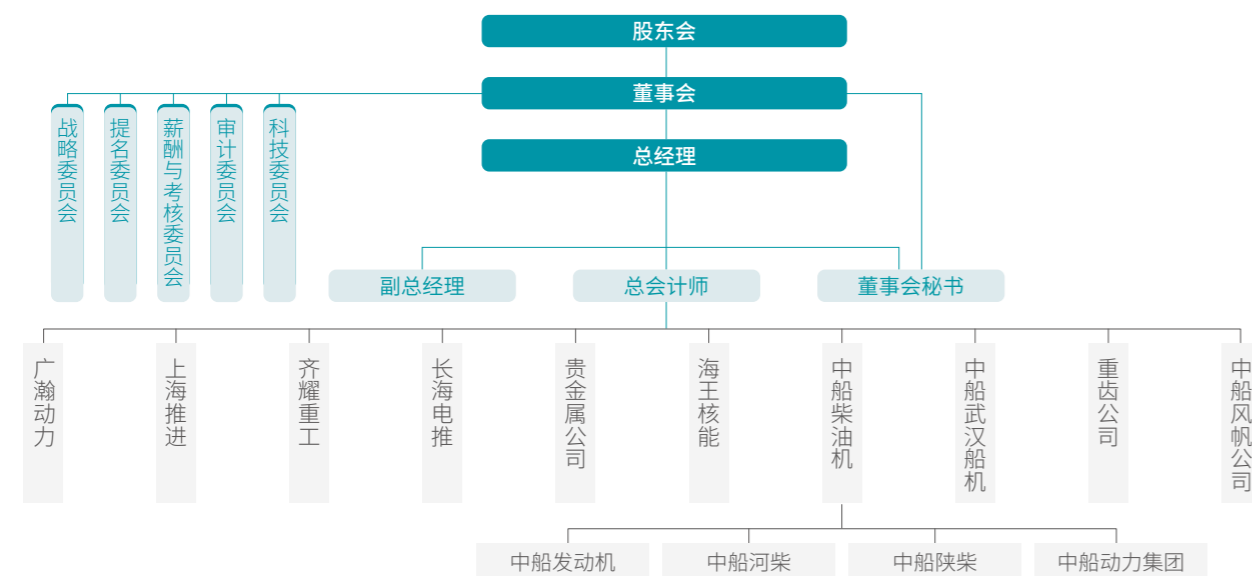 股东会
董事会
总经理
战略委员会
提名委员会
薪酬与考核委员会
审计委员会
科技委员会
副总经理
总会计师
董事会秘书
广瀚动力
上海推进
齐耀重工
长海电推
贵金属公司
海王核能
中船柴油机
中船武汉船机
重齿公司
中船风帆公司
中船发动机
中船河柴
中船陕柴
中船动力集团